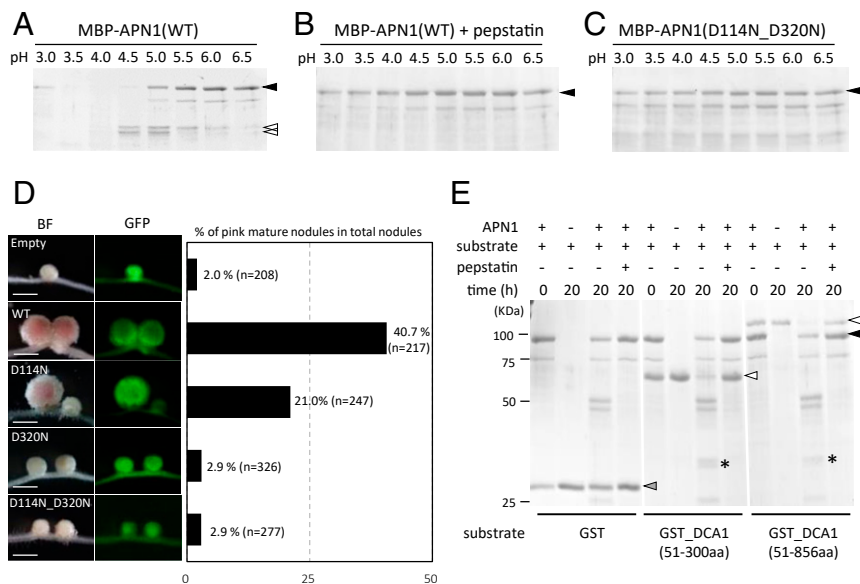 A
MBP-APN1(WT)
pH 3.0 3.5 4.0 4.5 5.0 5.5 6.0 6.5
B
MBP-APN1(WT) + pepstatin
pH 3.0 3.5 4.0 4.5 5.0 5.5 6.0 6.5
C
MBP-APN1(D114N_D320N)
pH 3.0 3.5 4.0 4.5 5.0 5.5 6.0 6.5
D
BF GFP
% of pink mature nodules in total nodules
Empty
2.0 % (n=208)
WT
40.7 %
(n=217)
D114N
21.0% (n=247)
D320N
2.9 % (n=326)
D114N_D320N
2.9 % (n=277)
0 25 50
E
APN1 + - + + + - + + + - + +
substrate + + + + + + + + + + + +
pepstatin - - - + - - - + - - - +
time (h) 0 20 20 20 0 20 20 20 0 20 20 20
(KDa)
100
75
50
*
*
25
substrate GST GST_DCA1 GST_DCA1
(51-300aa) (51-856aa)